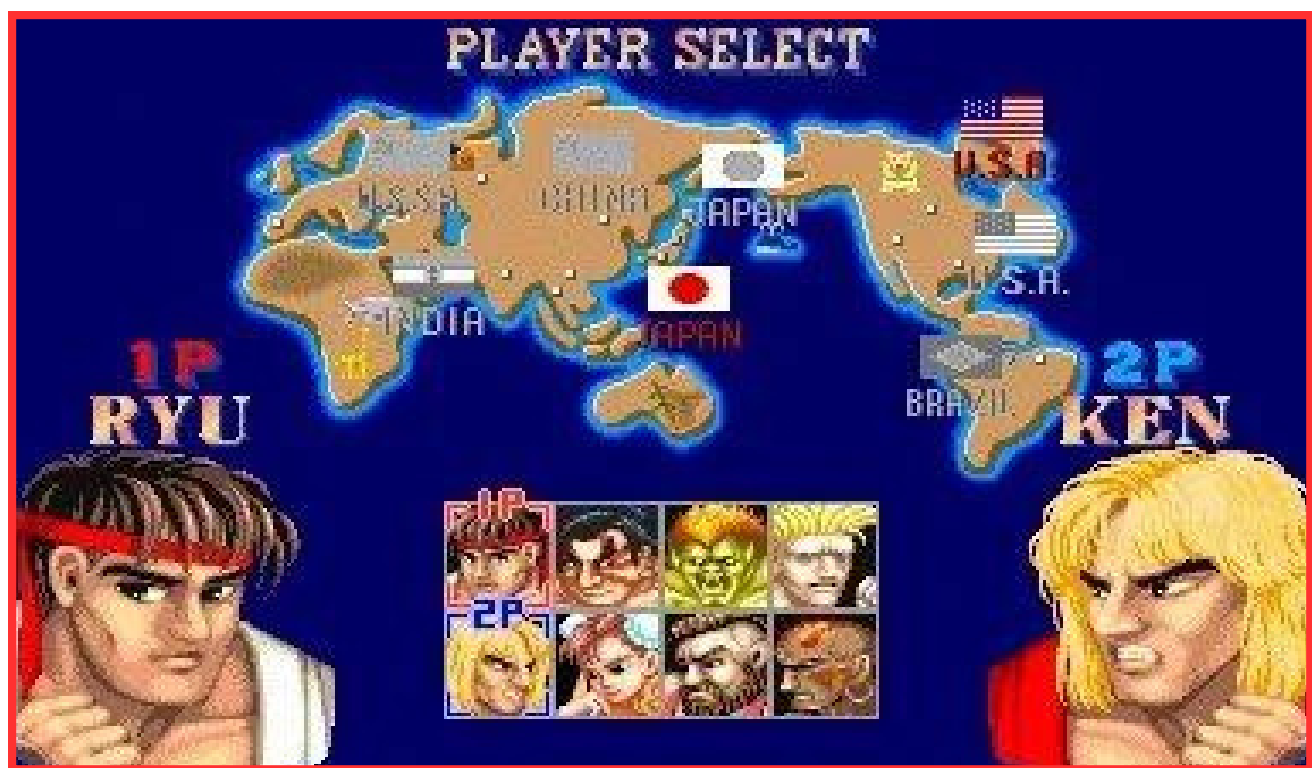 PLAYER SELECT
U.S.A.
U.S.S.R
CHINA
JAPAN
U.S.A.
INDIA
JAPAN
1P
RYU
2P
KEN
BRAZIL
1P
2P